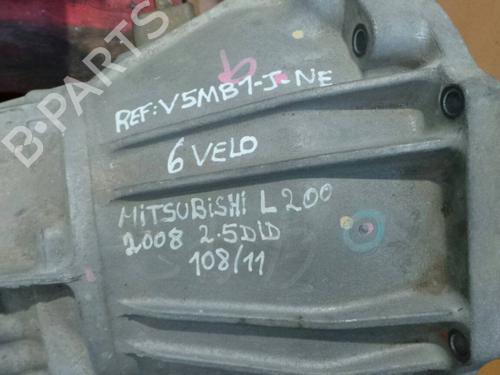 b
REF:V5MB1-J-NE
6 VELO
MiTSUBiSHi L200
2008 2.5DiD
108/11
B-PARTS